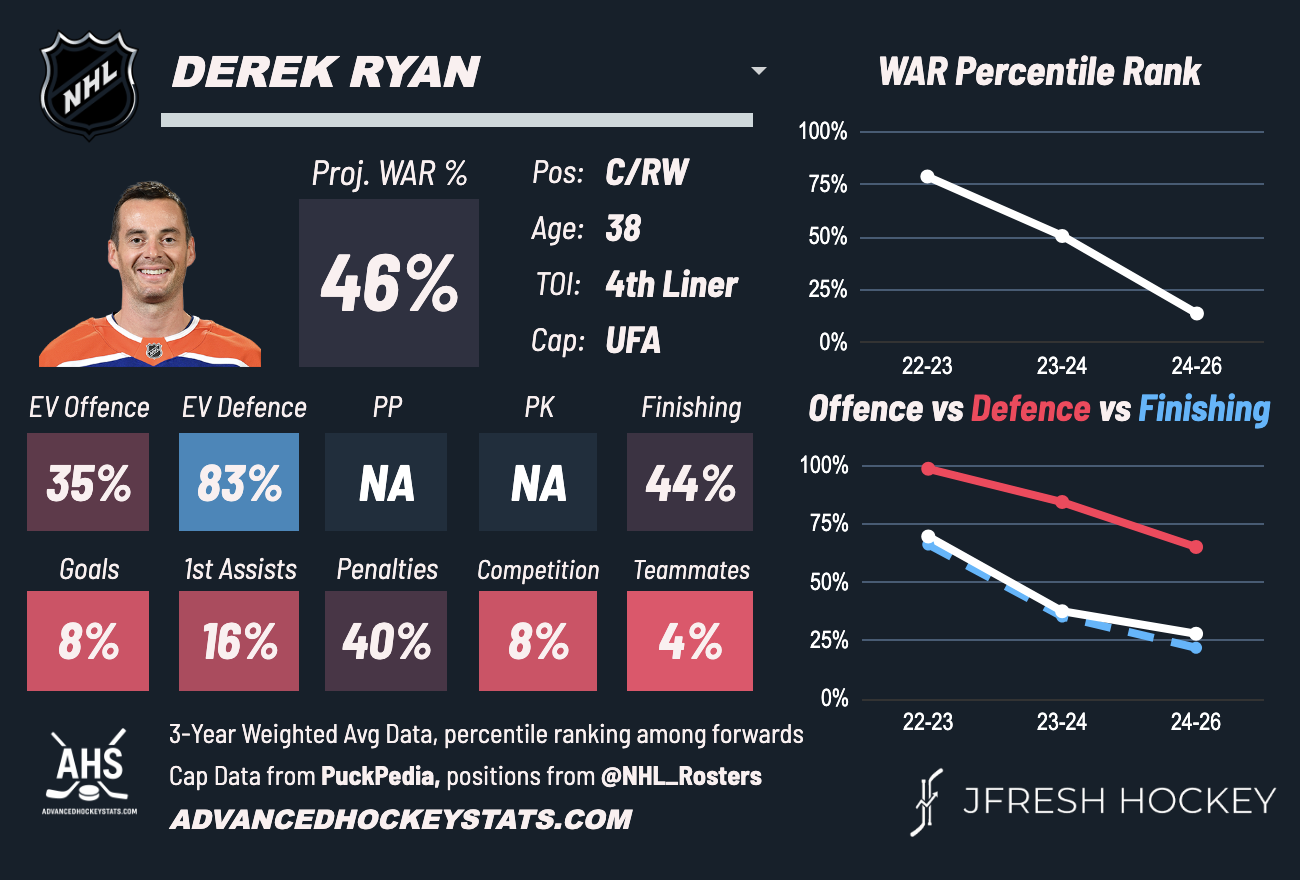 NHL
DEREK RYAN
WAR Percentile Rank
Proj. WAR %
46%
Pos: C/RW
Age: 38
TOI: 4th Liner
Cap: UFA
100%
75%
50%
25%
0%
22-23 23-24 24-26
EV Offence EV Defence PP PK Finishing
35% 83% NA NA 44%
Goals 1st Assists Penalties Competition Teammates
8% 16% 40% 8% 4%
Offence vs Defence vs Finishing
100%
75%
50%
25%
0%
22-23 23-24 24-26
AHS
ADVANCEDHOCKEYSTATS.COM
3-Year Weighted Avg Data, percentile ranking among forwards
Cap Data from PuckPedia, positions from @NHL_Rosters
ADVANCEDHOCKEYSTATS.COM
JFRESH HOCKEY